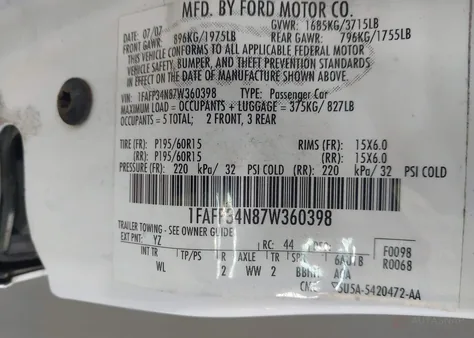 MFD. BY FORD MOTOR CO.
DATE: 07/07 GVWR: 1685KG/3715LB
FRONT GAWR: 896KG/1975LB REAR GAWR: 796KG/1755LB
THIS VEHICLE CONFORMS TO ALL APPLICABLE FEDERAL MOTOR
VEHICLE SAFETY, BUMPER, AND THEFT PREVENTION STANDARDS
IN EFFECT ON THE DATE OF MANUFACTURE SHOWN ABOVE.
VIN: 1FAFP34N87W360398 TYPE: Passenger Car
MAXIMUM LOAD = OCCUPANTS + LUGGAGE = 375KG/ 827LB
OCCUPANTS = 5 TOTAL; 2 FRONT, 3 REAR
TIRE (FR): P195/60R15 RIMS (FR): 15X6.0
(RR): P195/60R15 (RR): 15X6.0
PRESSURE (FR): 220 kPa/ 32 PSI COLD (RR): 220 kPa/ 32 PSI COLD
1FAFP34N87W360398
TRAILER TOWING - SEE OWNER GUIDE
EXT PNT: YZ RC: 44 DSO: F0098
R0068
INT TR TP/PS R AXLE TR SPR
WL 2 WW 2 BBHH
5U5A-5420472-AA